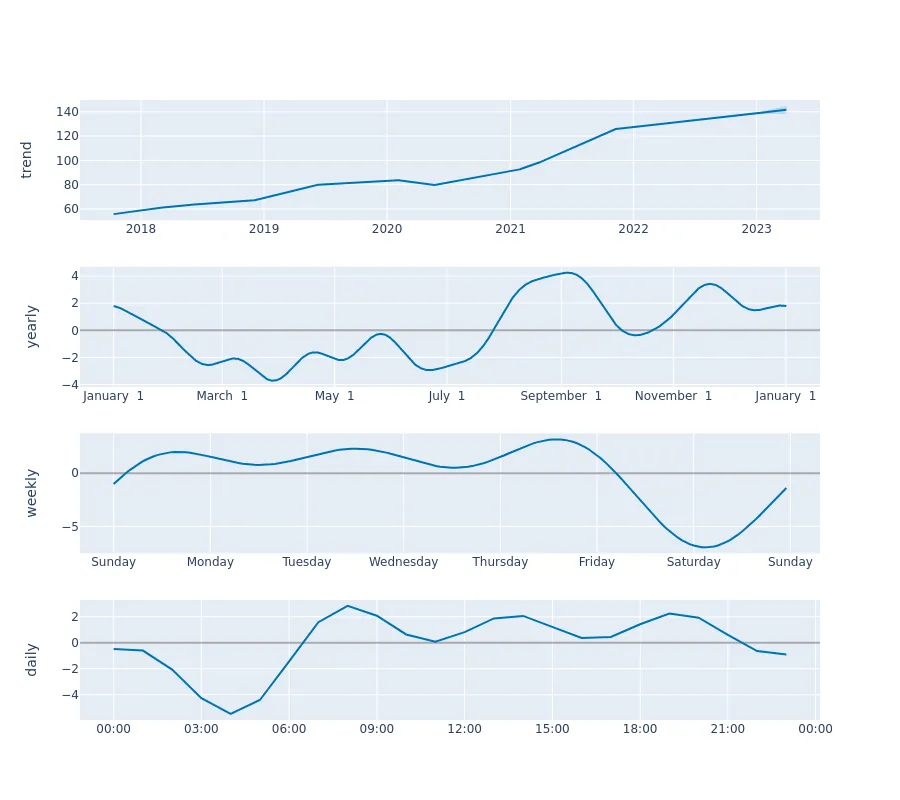 trend
140
120
100
80
60
2018 2019 2020 2021 2022 2023
yearly
4
2
0
−2
−4
January 1 March 1 May 1 July 1 September 1 November 1 January 1
weekly
0
−5
Sunday Monday Tuesday Wednesday Thursday Friday Saturday Sunday
daily
2
0
−2
−4
00:00 03:00 06:00 09:00 12:00 15:00 18:00 21:00 00:00